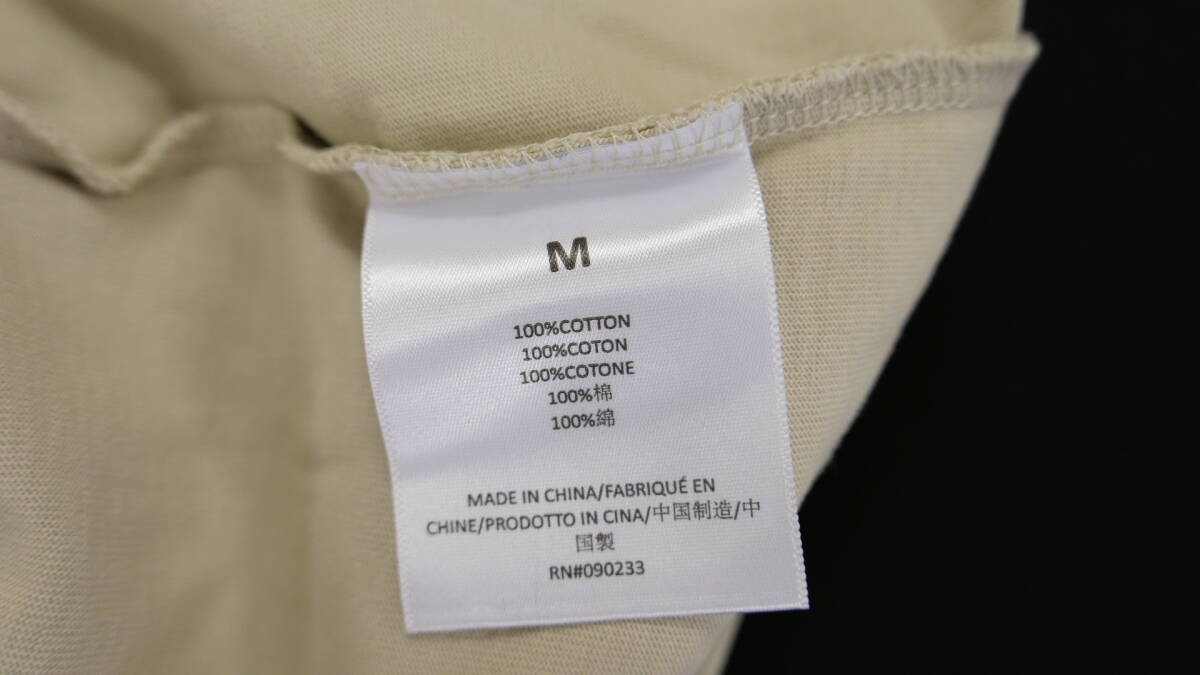 M
100%COTTON
100%COTON
100%COTONE
100%棉
100%綿
MADE IN CHINA/FABRIQUÉ EN
CHINE/PRODOTTO IN CINA/中国制造/中
国製
RN#090233